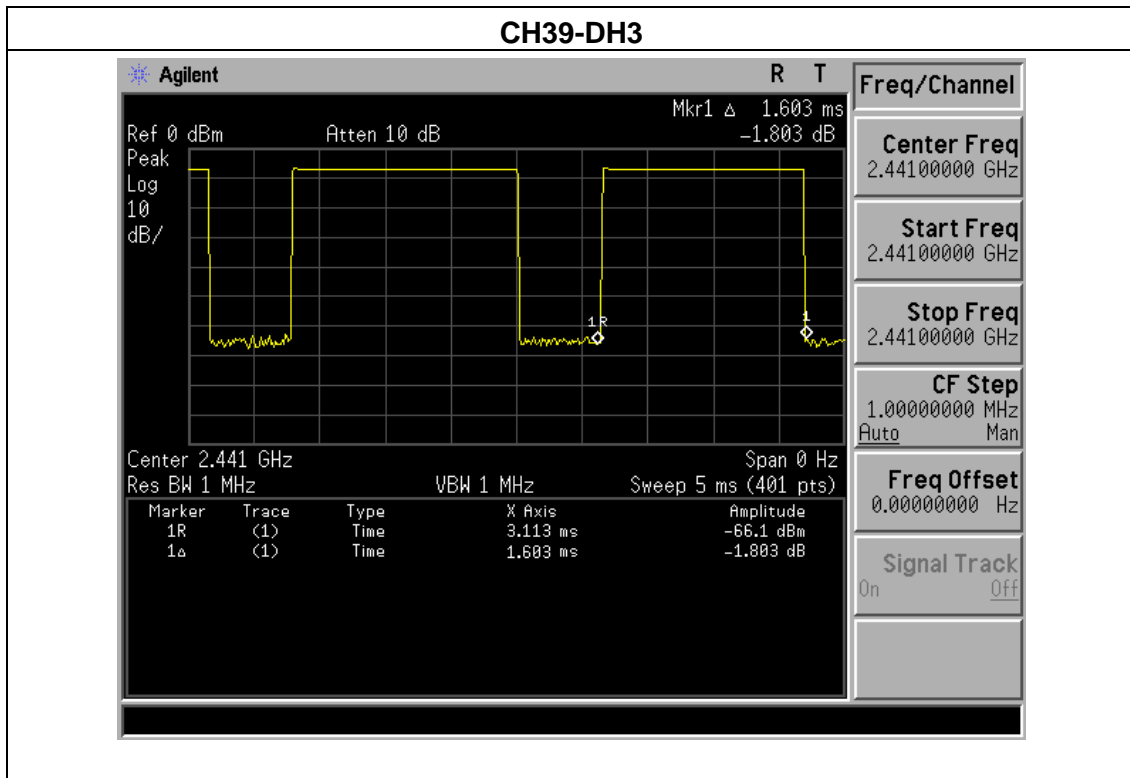 CH39-DH3
Agilent R T
Freq/Channel
Mkr1 Δ 1.603 ms
Ref 0 dBm Atten 10 dB -1.803 dB
Peak
Log
10
dB/
1R
1
Center 2.441 GHz Span 0 Hz
Res BW 1 MHz VBW 1 MHz Sweep 5 ms (401 pts)
Marker Trace Type X Axis Amplitude
1R (1) Time 3.113 ms -66.1 dBm
1Δ (1) Time 1.603 ms -1.803 dB
Center Freq
2.44100000 GHz
Start Freq
2.44100000 GHz
Stop Freq
2.44100000 GHz
CF Step
1.00000000 MHz
Auto Man
Freq Offset
0.00000000 Hz
Signal Track
On Off